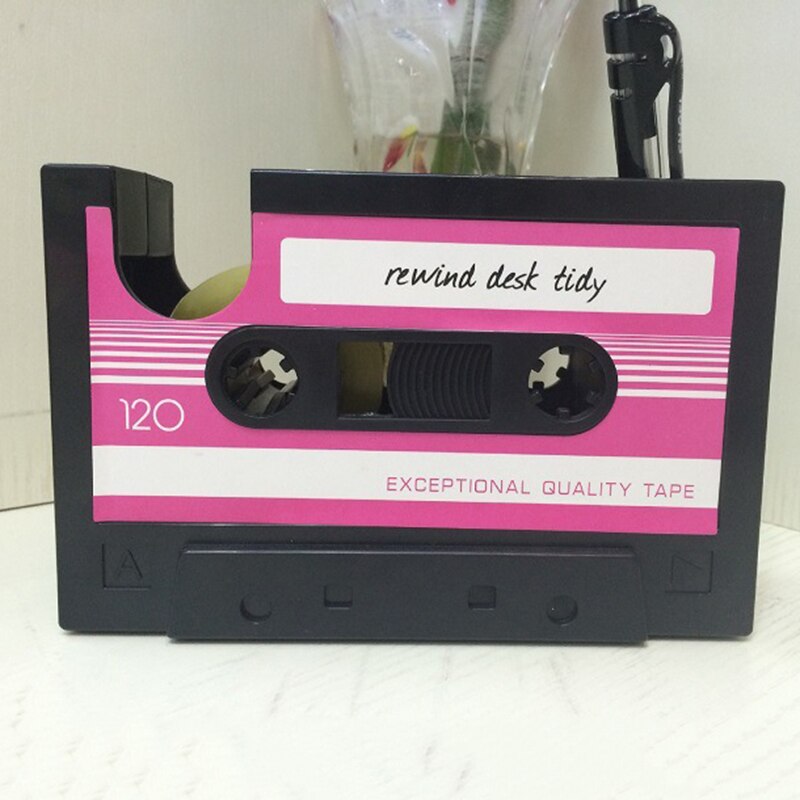 rewind desk tidy
120
EXCEPTIONAL QUALITY TAPE
A